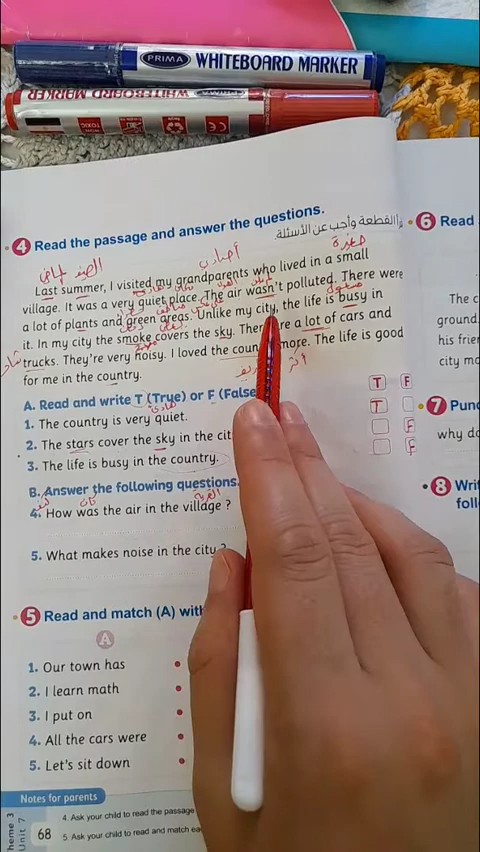 PRIMA WHITEBOARD MARKER
WHITEBOARD MARKER
4 Read the passage and answer the questions.
القطعة وأجب عن الأسئلة.
Last summer, I visited my grandparents who lived in a small
village. It was a very quiet place. The air wasn't polluted. There were
a lot of plants and green areas. Unlike my city, the life is busy in
it. In my city the smoke covers the sky. There are a lot of cars and
trucks. They're very noisy. I loved the more. The life is good
for me in the country.
A. Read and write T (True) or F (False
T F
1. The country is very quiet.
T
2. The stars cover the sky in the cit
F
3. The life is busy in the country.
F
B. Answer the following questions
4. How was the air in the village ?
5. What makes noise in the city ?
5 Read and match (A) wit
A
1. Our town has
2. I learn math
3. I put on
4. All the cars were
5. Let's sit down
Notes for parents
4. Ask your child to read the passage
5. Ask your child to read and match
Theme 3
Unit 7
68
6 Read
The c
ground.
his frie
city mo
7 Punc
why do
8 Wri
foll